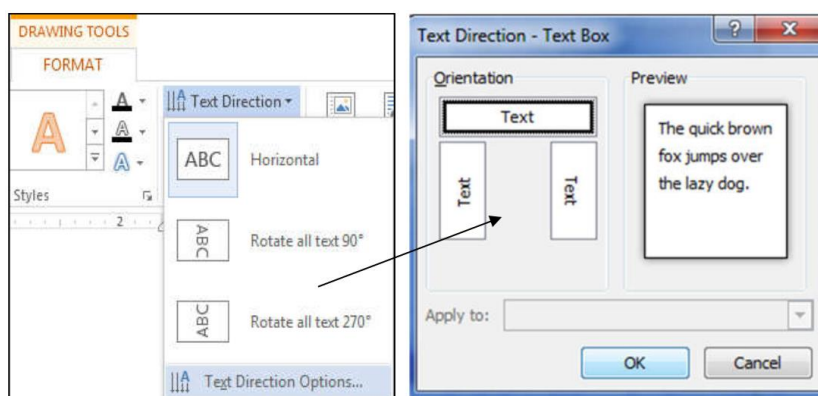 DRAWING TOOLS
FORMAT
A
A
A
A
Text Direction
Styles
2
ABC
Horizontal
ABC
Rotate all text 90°
ABC
Rotate all text 270°
A
Text Direction Options...
Text Direction - Text Box
?
x
Orientation
Text
Text
Text
Preview
The quick brown
fox jumps over
the lazy dog.
Apply to:
OK
Cancel